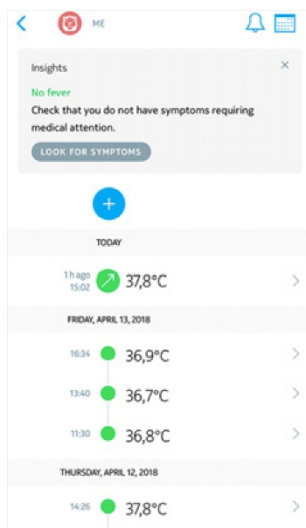 ME
Insights
×
No fever
Check that you do not have symptoms requiring
medical attention.
LOOK FOR SYMPTOMS
+
TODAY
1 h ago
15:02
37,8°C
FRIDAY, APRIL 13, 2018
16:34 36,9°C
13:40 36,7°C
11:30 36,8°C
THURSDAY, APRIL 12, 2018
14:26 37,8°C